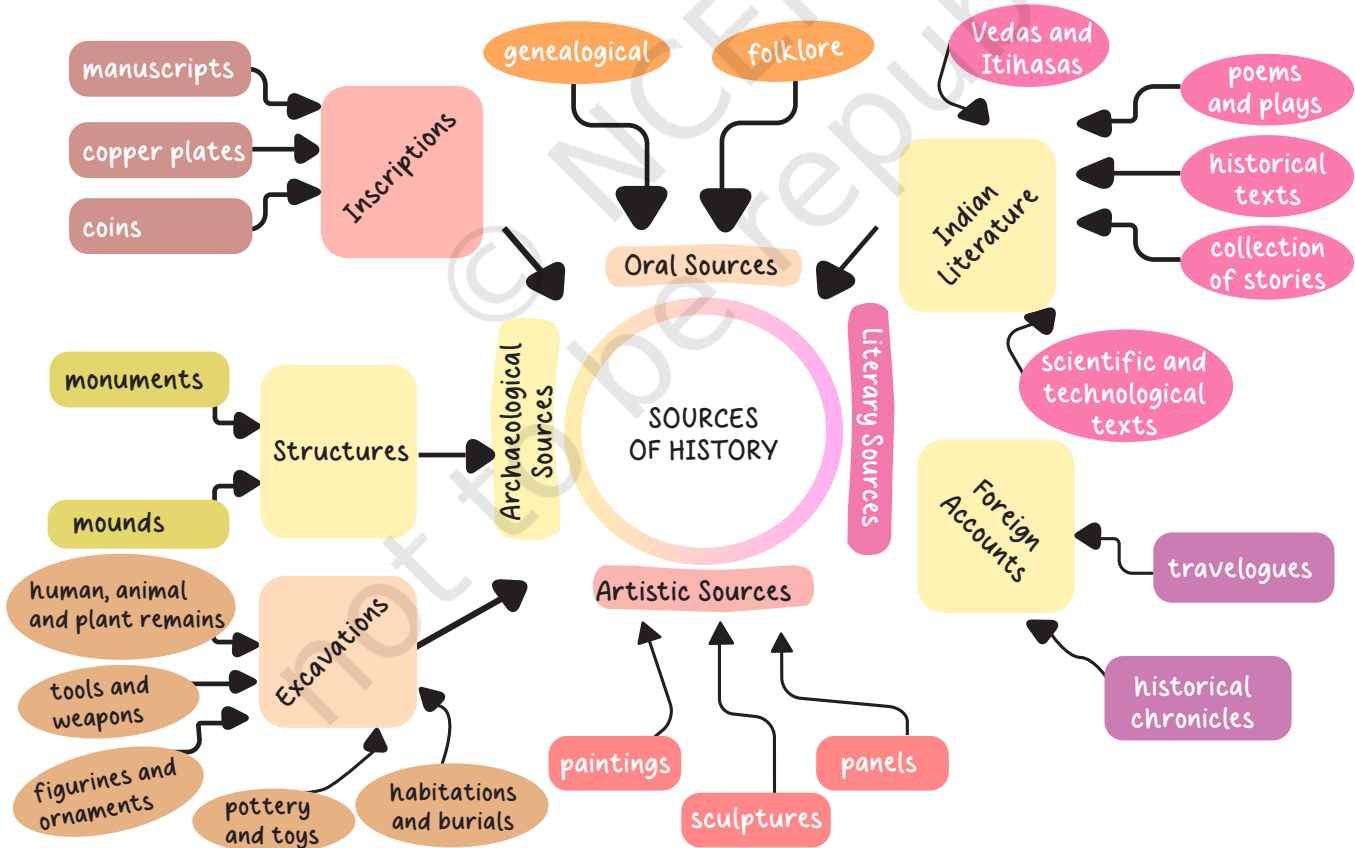 manuscripts
copper plates
coins
Inscriptions
genealogical
folklore
Oral Sources
Vedas and
Itihasas
poems
and plays
historical
texts
collection
of stories
Indian
Literature
scientific and
technological
texts
monuments
mounds
Structures
Archaeological
Sources
SOURCES
OF HISTORY
Literary Sources
Foreign
Accounts
travelogues
historical
chronicles
human, animal
and plant remains
tools and
weapons
figurines and
ornaments
pottery
and toys
habitations
and burials
Excavations
Artistic Sources
paintings
sculptures
panels
not to be
©